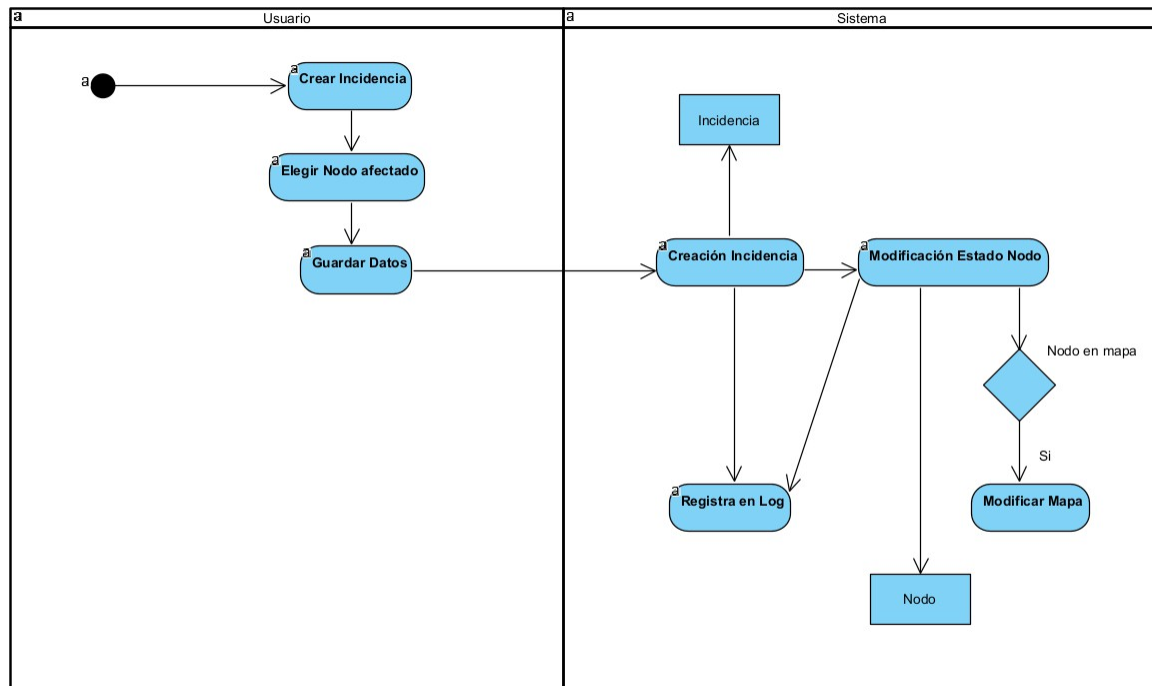 a
Usuario
a
Sistema
a
a
Crear Incidencia
a
Elegir Nodo afectado
a
Guardar Datos
Incidencia
a
Creación Incidencia
a
Modificación Estado Nodo
Nodo en mapa
Si
a
Registra en Log
Modificar Mapa
Nodo